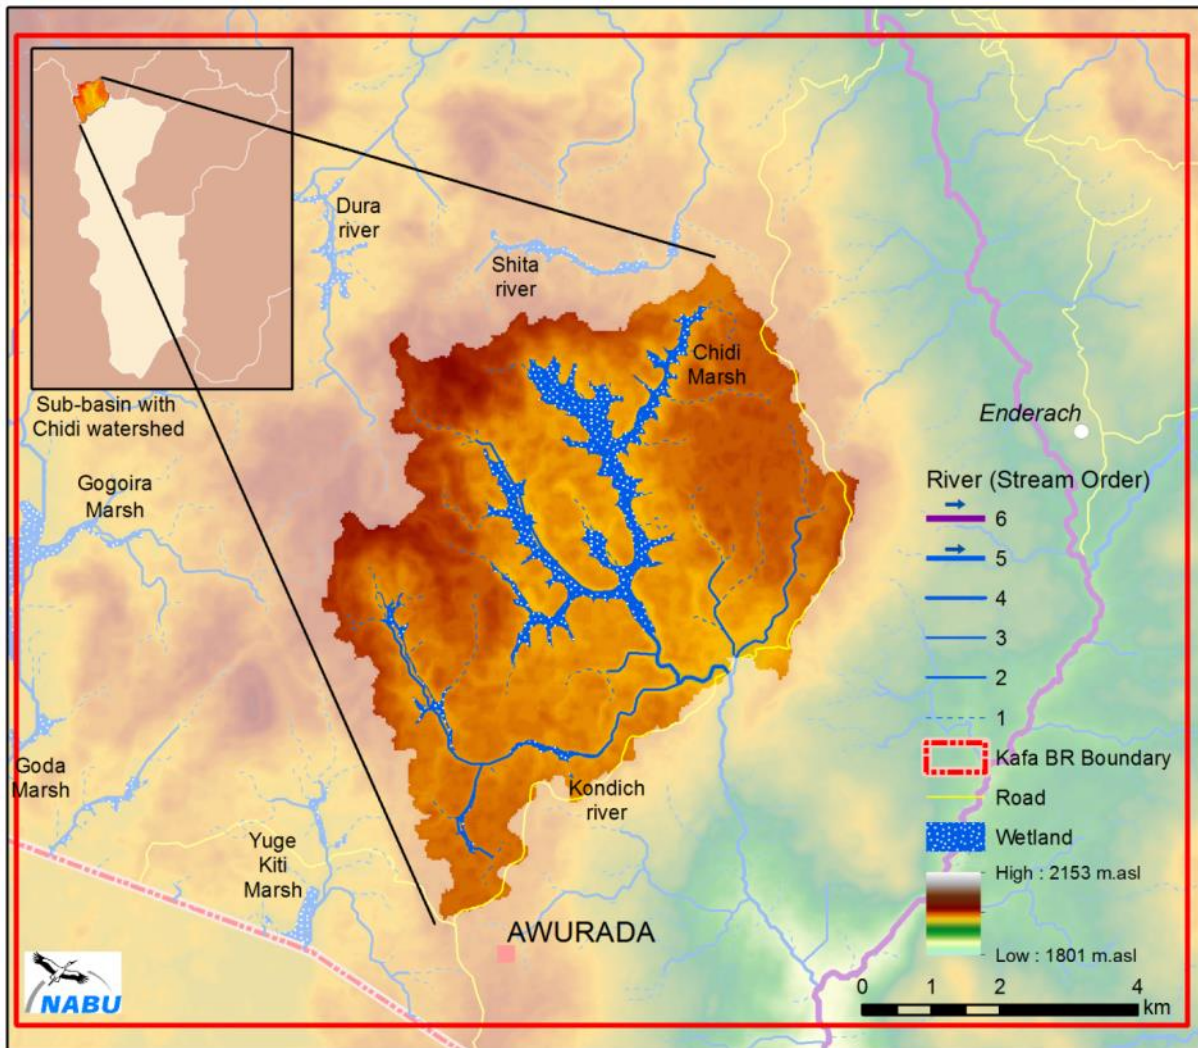 Dura
river
Shita
river
Chidi
Marsh
Sub-basin with
Chidi watershed
Enderach
Gogoira
Marsh
River (Stream Order)
6
5
4
3
2
1
Kafa BR Boundary
Road
Wetland
High : 2153 m.asl
Low : 1801 m.asl
Goda
Marsh
Kondich
river
Yuge
Kiti
Marsh
AWURADA
NABU
0 1 2 4
km